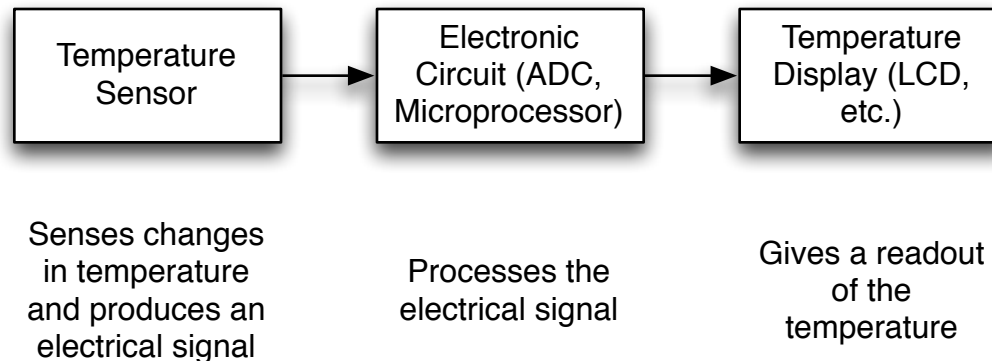 Temperature
Sensor
Electronic
Circuit (ADC,
Microprocessor)
Temperature
Display (LCD,
etc.)
Senses changes
in temperature
and produces an
electrical signal
Processes the
electrical signal
Gives a readout
of the
temperature